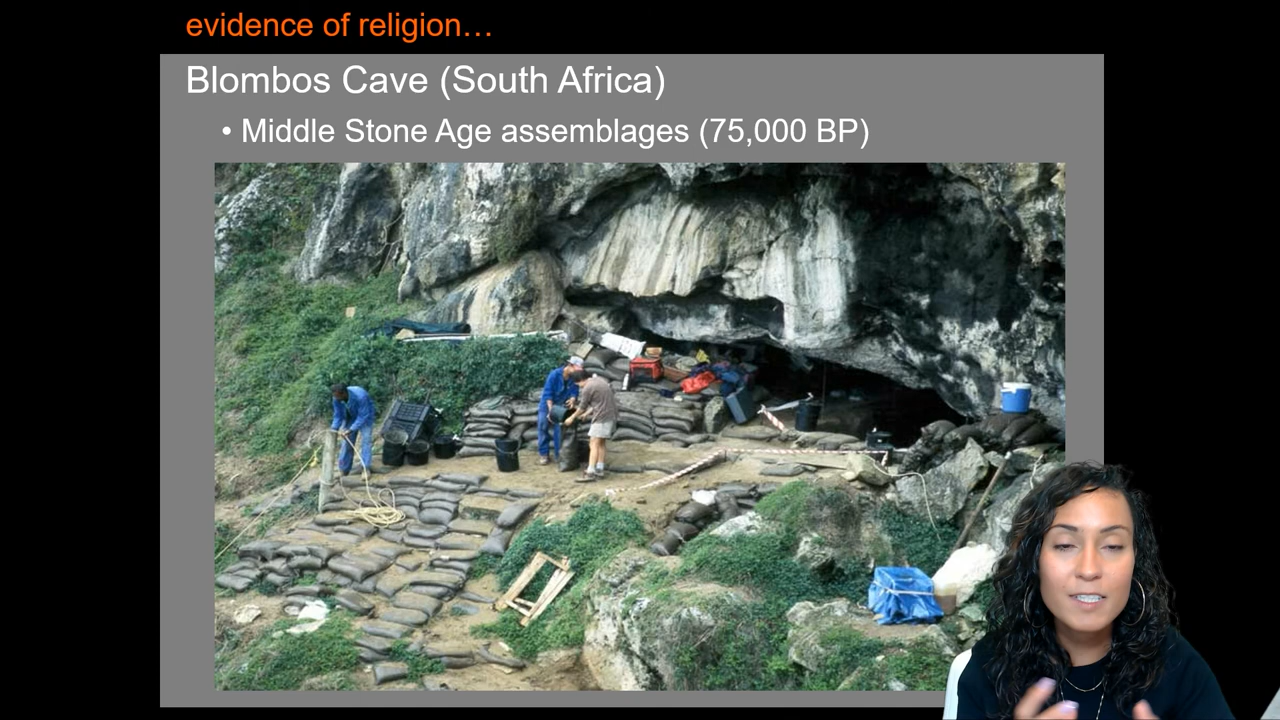 evidence of religion…
Blombos Cave (South Africa)
• Middle Stone Age assemblages (75,000 BP)